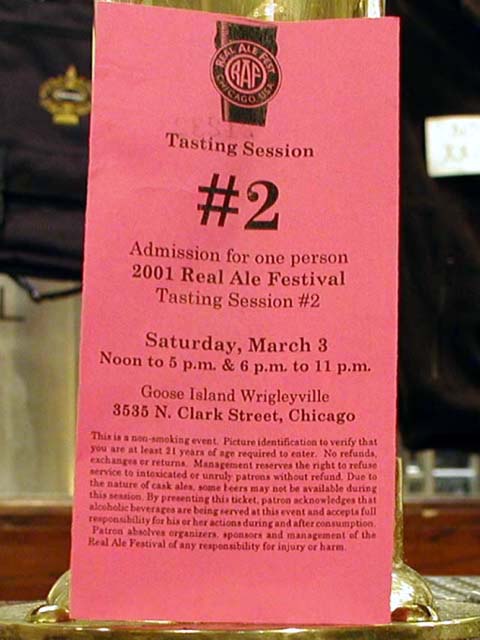 REAL ALE FEST
RAF
CHICAGO, USA
Tasting Session
#2
Admission for one person
2001 Real Ale Festival
Tasting Session #2
Saturday, March 3
Noon to 5 p.m. & 6 p.m. to 11 p.m.
Goose Island Wrigleyville
3535 N. Clark Street, Chicago
This is a non-smoking event. Picture identification to verify that
you are at least 21 years of age required to enter. No refunds,
exchanges or returns. Management reserves the right to refuse
service to intoxicated or unruly patrons without refund. Due to
the nature of cask ales, some beers may not be available during
this session. By presenting this ticket, patron acknowledges that
alcoholic beverages are being served at this event and accepts full
responsibility for his or her actions during and after consumption.
Patron absolves organizers, sponsors and management of the
Real Ale Festival of any responsibility for injury or harm.